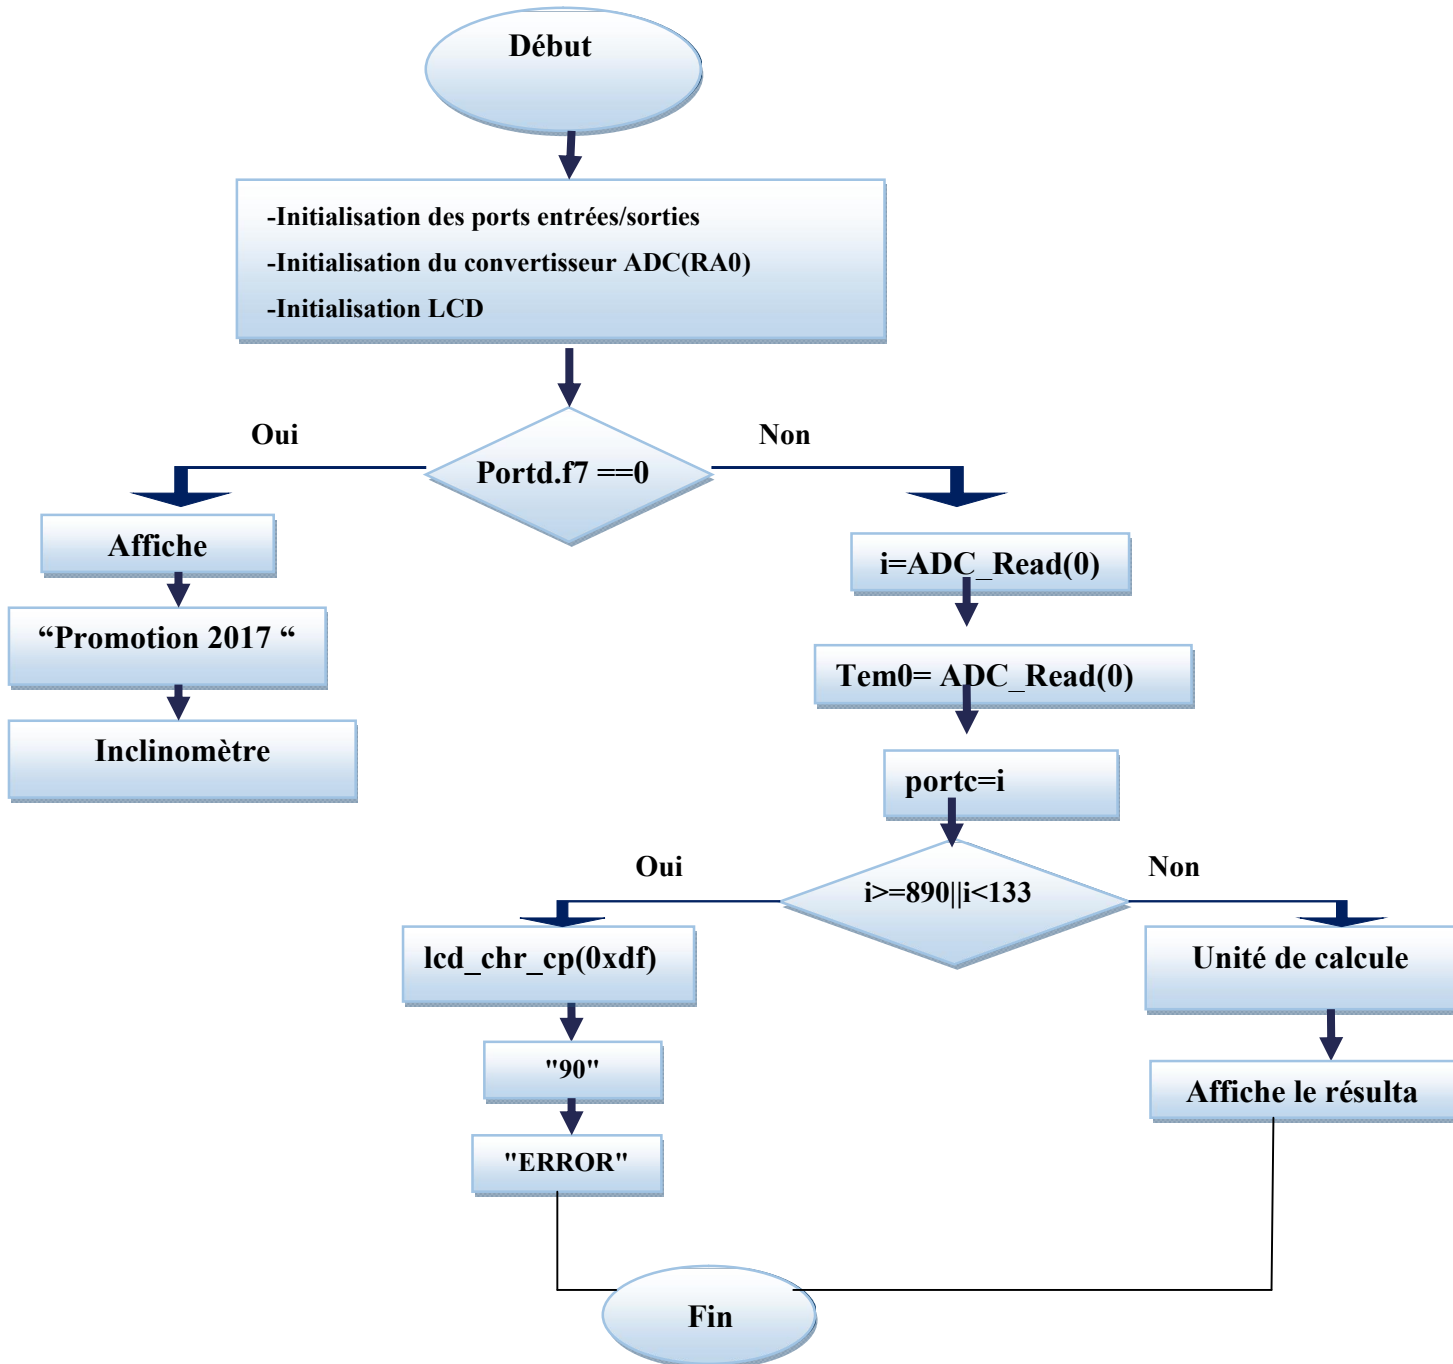 Début
-Initialisation des ports entrées/sorties
-Initialisation du convertisseur ADC(RA0)
-Initialisation LCD
Oui
Non
Portd.f7 ==0
Affiche
“Promotion 2017 “
Inclinomètre
i=ADC_Read(0)
Tem0= ADC_Read(0)
portc=i
Oui
Non
i>=890||i<133
lcd_chr_cp(0xdf)
"90"
"ERROR"
Unité de calcule
Affiche le résulta
Fin